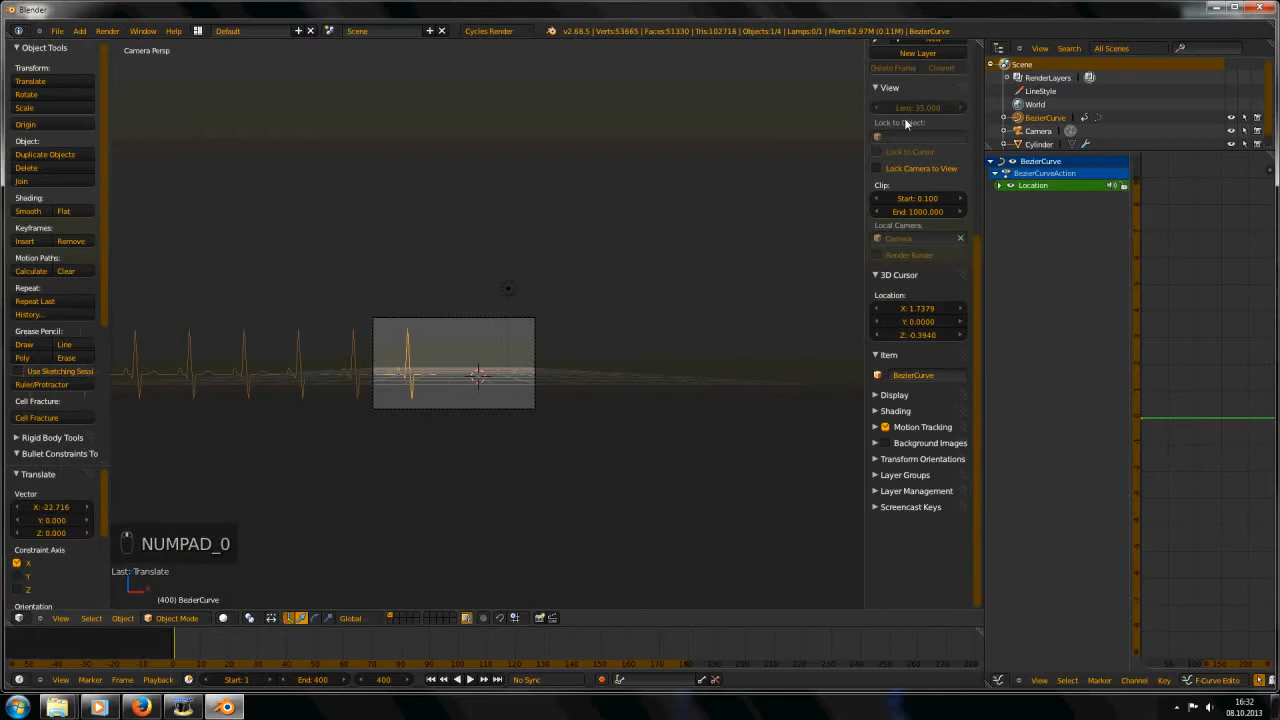 Blender
File Add Render Window Help Default Scene Cycles Render v2.68.5 | Verts:53665 | Faces:51330 | Tris:102716 | Objects:1/4 | Lamps:0/1 | Mem:62.97M (0.11M) | BezierCurve
Object Tools
Transform:
Translate
Rotate
Scale
Origin
Object:
Duplicate Objects
Delete
Join
Shading:
Smooth Flat
Keyframes:
Insert Remove
Motion Paths:
Calculate Clear
Repeat:
Repeat Last
History...
Grease Pencil:
Draw Line
Poly Erase
Use Sketching Sessi
Ruler/Protractor
Cell Fracture:
Cell Fracture
Rigid Body Tools
Bullet Constraints To
Translate
Vector
X: -22.716
Y: 0.000
Z: 0.000
Constraint Axis
X
Y
Z
Orientation
Camera Persp
NUMPAD_0
Last: Translate
(400) BezierCurve
New Layer
Delete Frame Convert
View
Lens: 35.000
Lock to Object:
Lock to Cursor
Lock Camera to View
Clip:
Start: 0.100
End: 1000.000
Local Camera:
Camera
Render Border
3D Cursor
Location:
X: 1.7379
Y: 0.0000
Z: -0.3940
Item
BezierCurve
Display
Shading
Motion Tracking
Background Images
Transform Orientations
Layer Groups
Layer Management
Screencast Keys
View Search All Scenes
Scene
RenderLayers
LineStyle
World
BezierCurve
Camera
Cylinder
BezierCurve
BezierCurveAction
Location
50 100 150 200
View Select Marker Channel Key F-Curve Edito
View Select Object Object Mode Global
View Marker Frame Playback Start: 1 End: 400 400 No Sync
16:32
08.10.2013